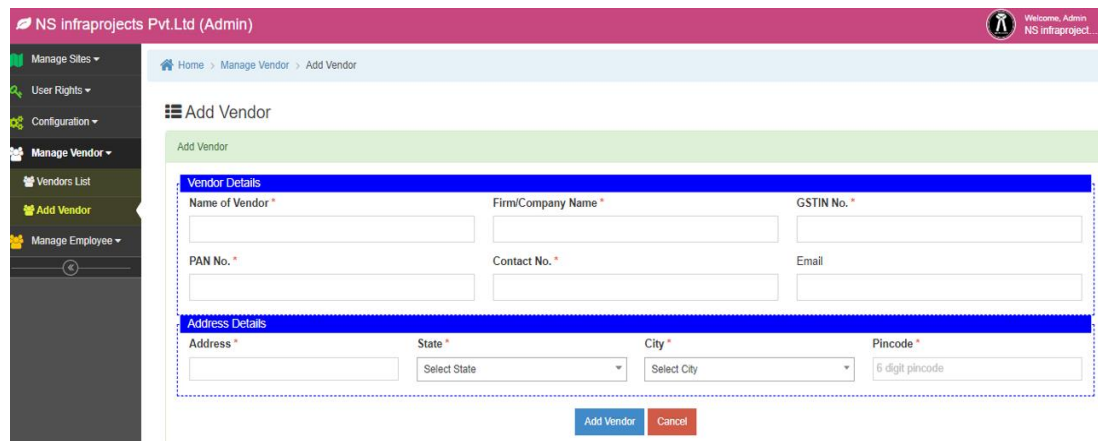 NS infraprojects Pvt.Ltd (Admin)
Welcome, Admin
NS infraproject...
Manage Sites
User Rights
Configuration
Manage Vendor
Vendors List
Add Vendor
Manage Employee
Home > Manage Vendor > Add Vendor
Add Vendor
Add Vendor
Vendor Details
Name of Vendor * Firm/Company Name * GSTIN No. *
PAN No. * Contact No. * Email
Address Details
Address * State * City * Pincode *
Select State Select City 6 digit pincode
Add Vendor Cancel